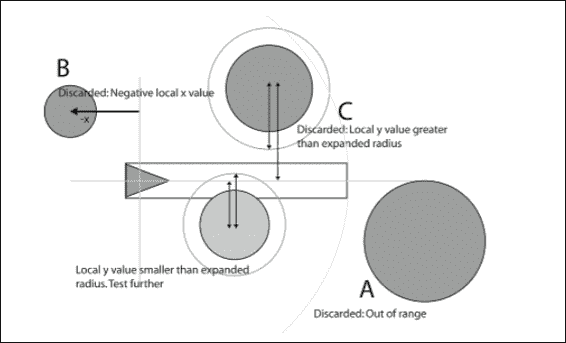 B
Discarded: Negative local x value
-x
C
Discarded: Local y value greater
than expanded radius
Local y value smaller than expanded
radius. Test further
A
Discarded: Out of range